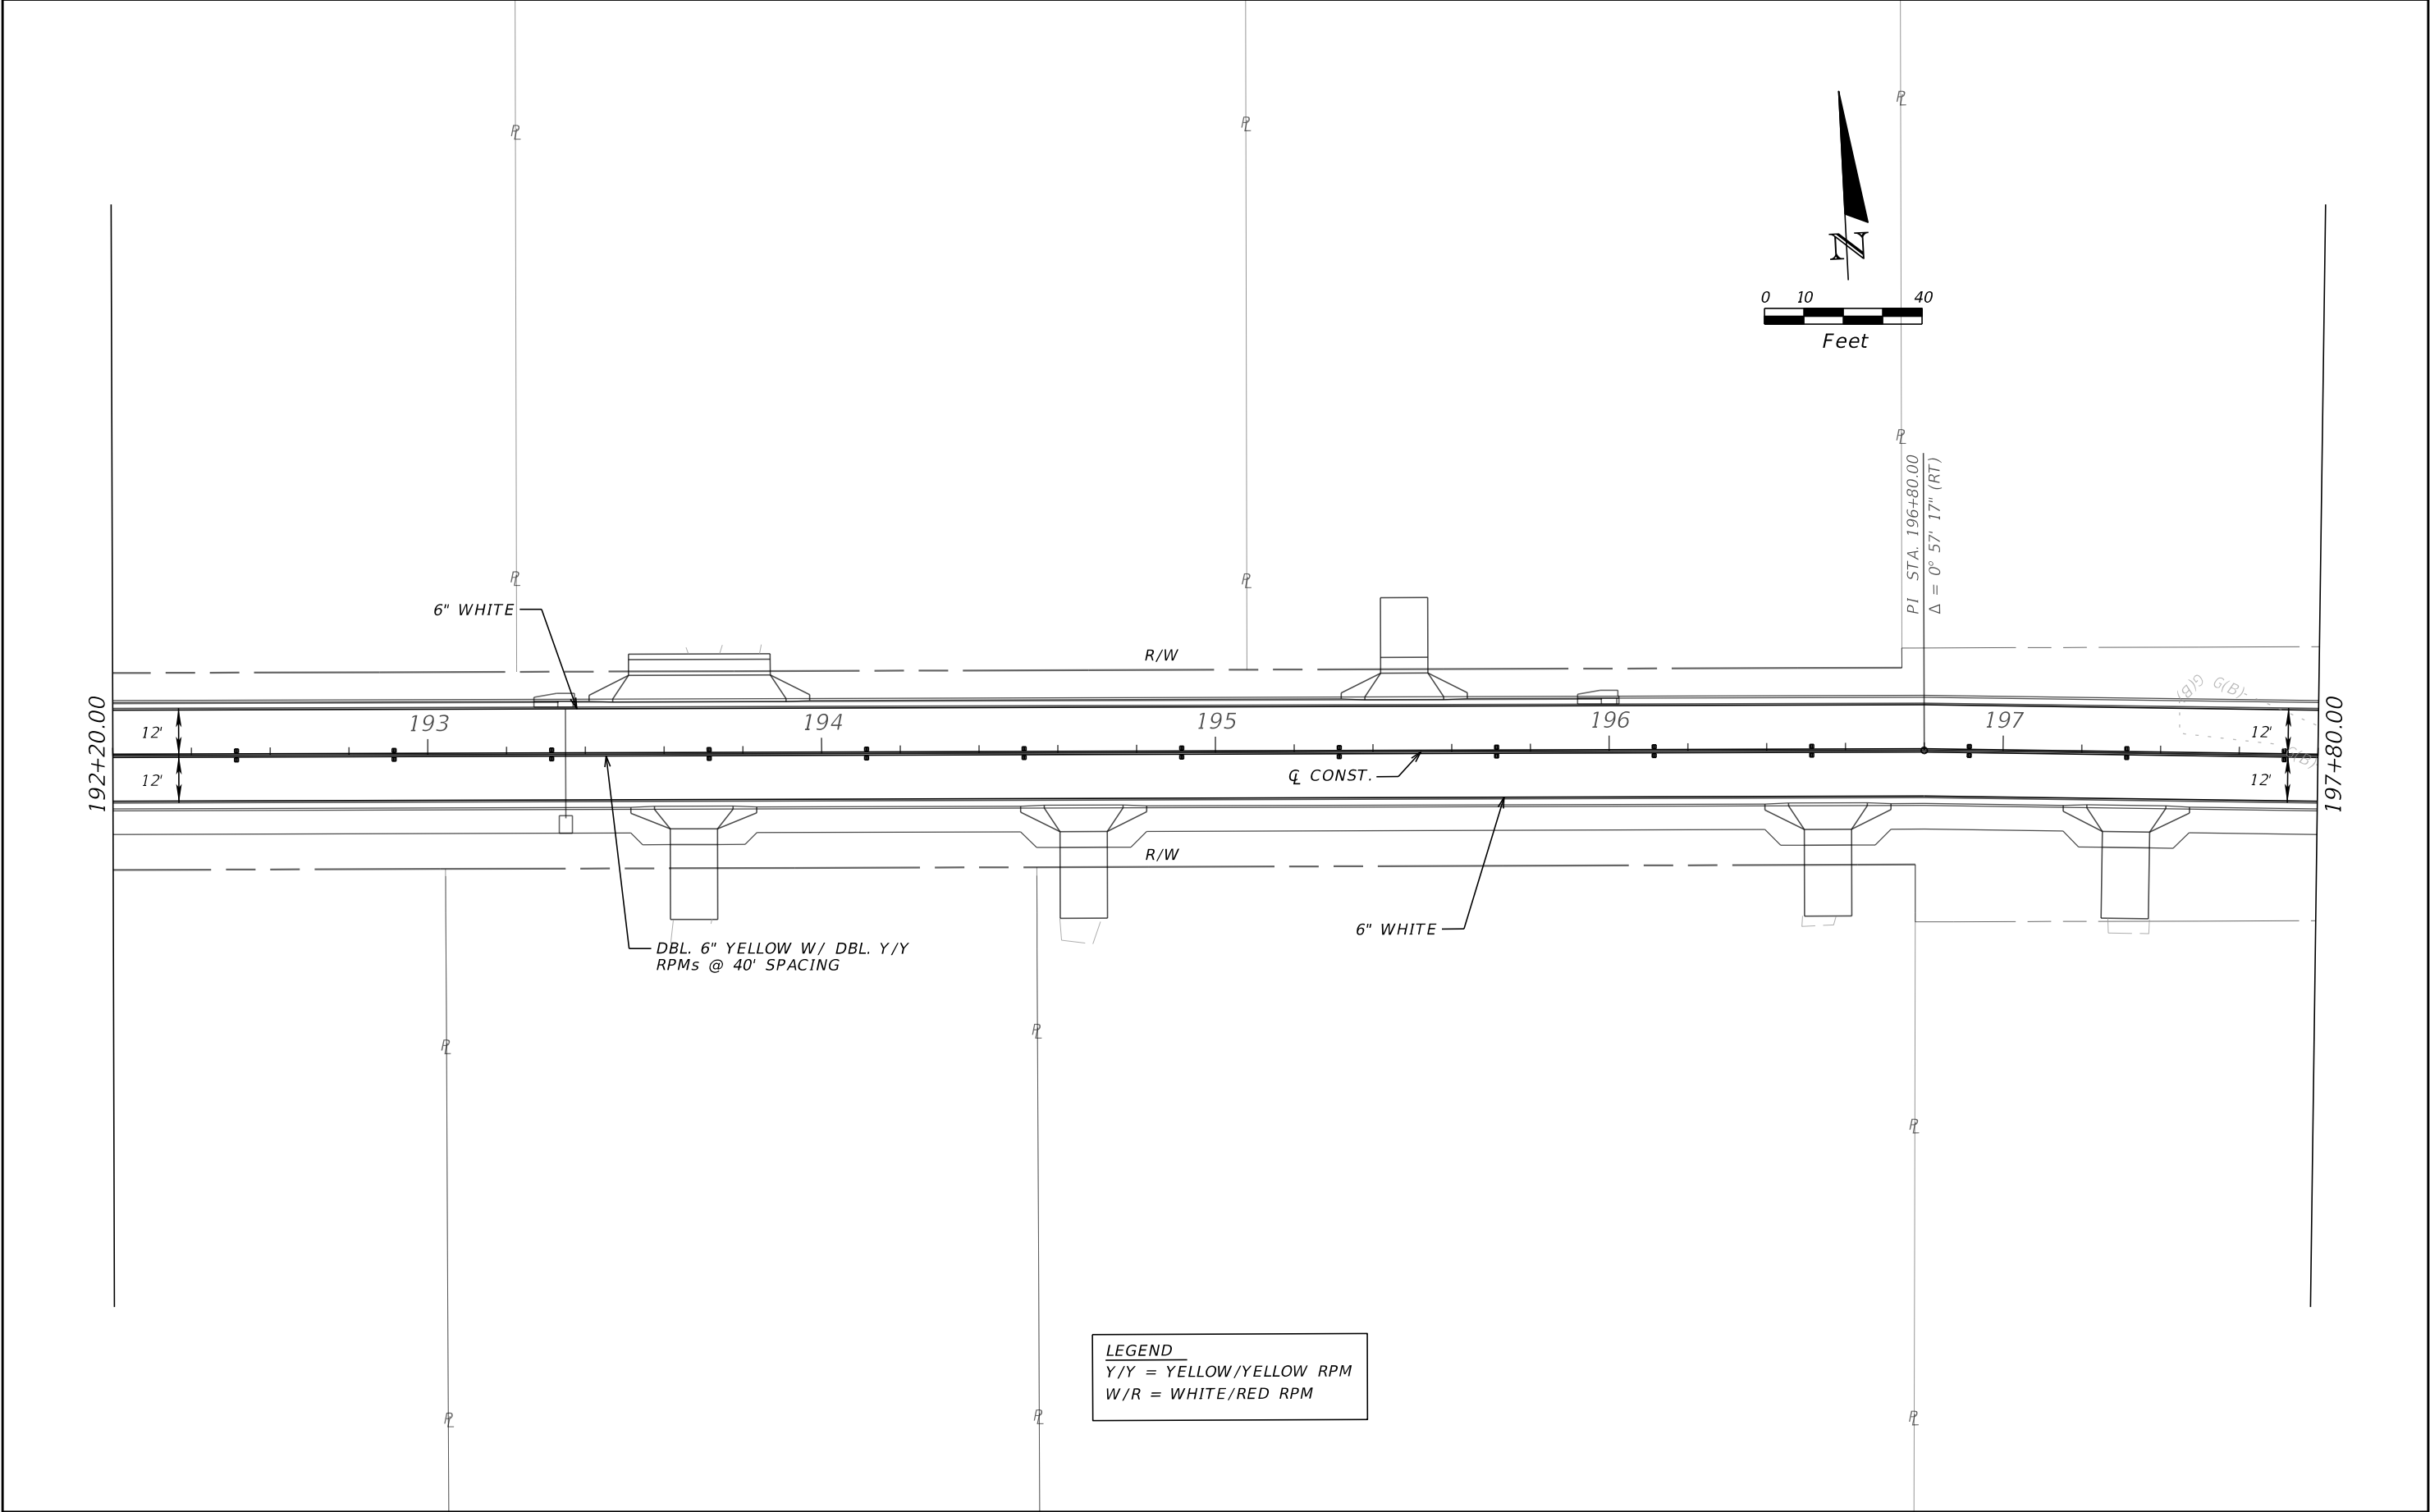 PL
PL
PL
N
0 10 40
Feet
PL
PI STA. 196+80.00
Δ = 0° 57' 17" (RT)
PL
PL
6" WHITE
R/W
G(B)
G(B)
192+20.00
12'
193
194
195
196
197
12'
197+80.00
G(B)
12'
℄ CONST.
12'
R/W
6" WHITE
DBL. 6" YELLOW W/ DBL. Y/Y
RPMs @ 40' SPACING
PL
PL
PL
LEGEND
Y/Y = YELLOW/YELLOW RPM
W/R = WHITE/RED RPM
PL
PL
PL